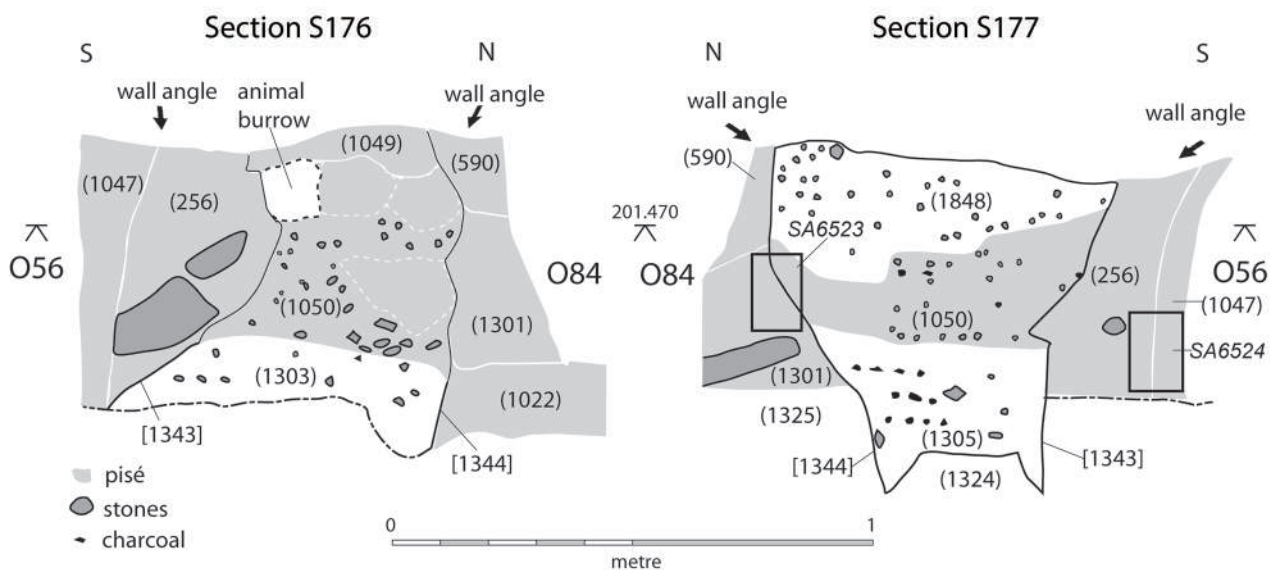 Section S176
S
N
wall angle
animal
burrow
wall angle
(1049)
(590)
(1047)
(256)
O56
(1050)
O84
(1301)
(1303)
(1022)
[1343]
[1344]
pisé
stones
charcoal
Section S177
N
S
wall angle
wall angle
(590)
201.470
(1848)
SA6523
O84
(256)
O56
(1047)
(1050)
SA6524
(1301)
(1325)
(1305)
[1344]
[1343]
(1324)
0
1
metre